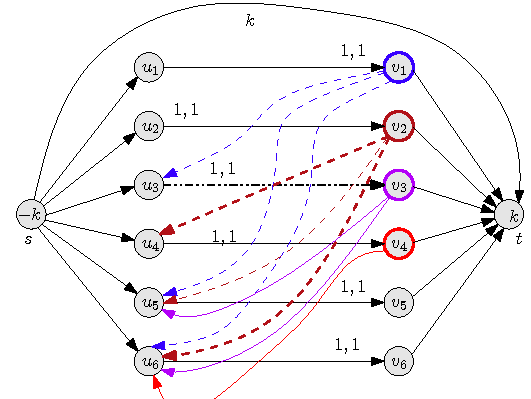 k
1, 1
u₁ v₁
1, 1
u₂ v₂
1, 1
u₃ v₃
−k k
s t
1, 1
u₄ v₄
1, 1
u₅ v₅
1, 1
u₆ v₆